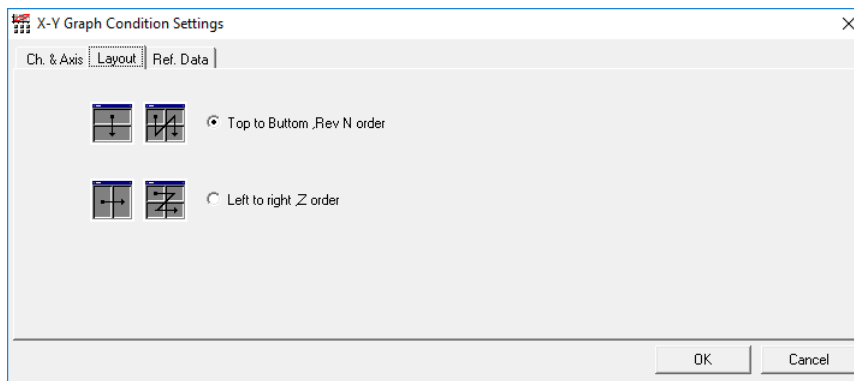 X-Y Graph Condition Settings
Ch. & Axis Layout Ref. Data
Top to Buttom ,Rev N order
Left to right ,Z order
OK Cancel